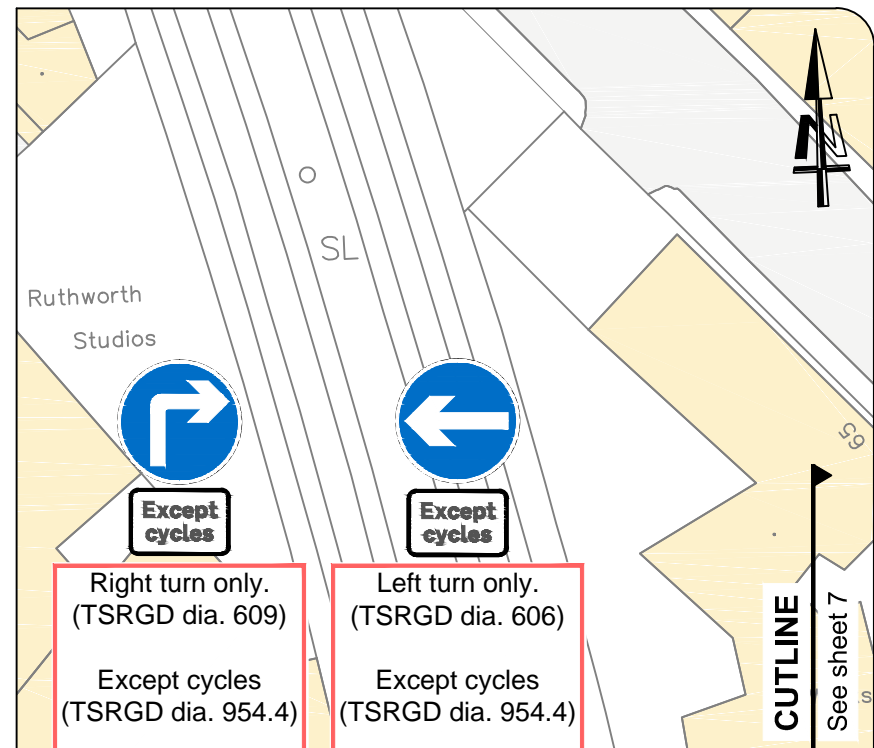 N
SL
Ruthworth
Studios
Except
cycles
Except
cycles
Right turn only.
(TSRGD dia. 609)
Except cycles
(TSRGD dia. 954.4)
Left turn only.
(TSRGD dia. 606)
Except cycles
(TSRGD dia. 954.4)
65
CUTLINE
See sheet 7